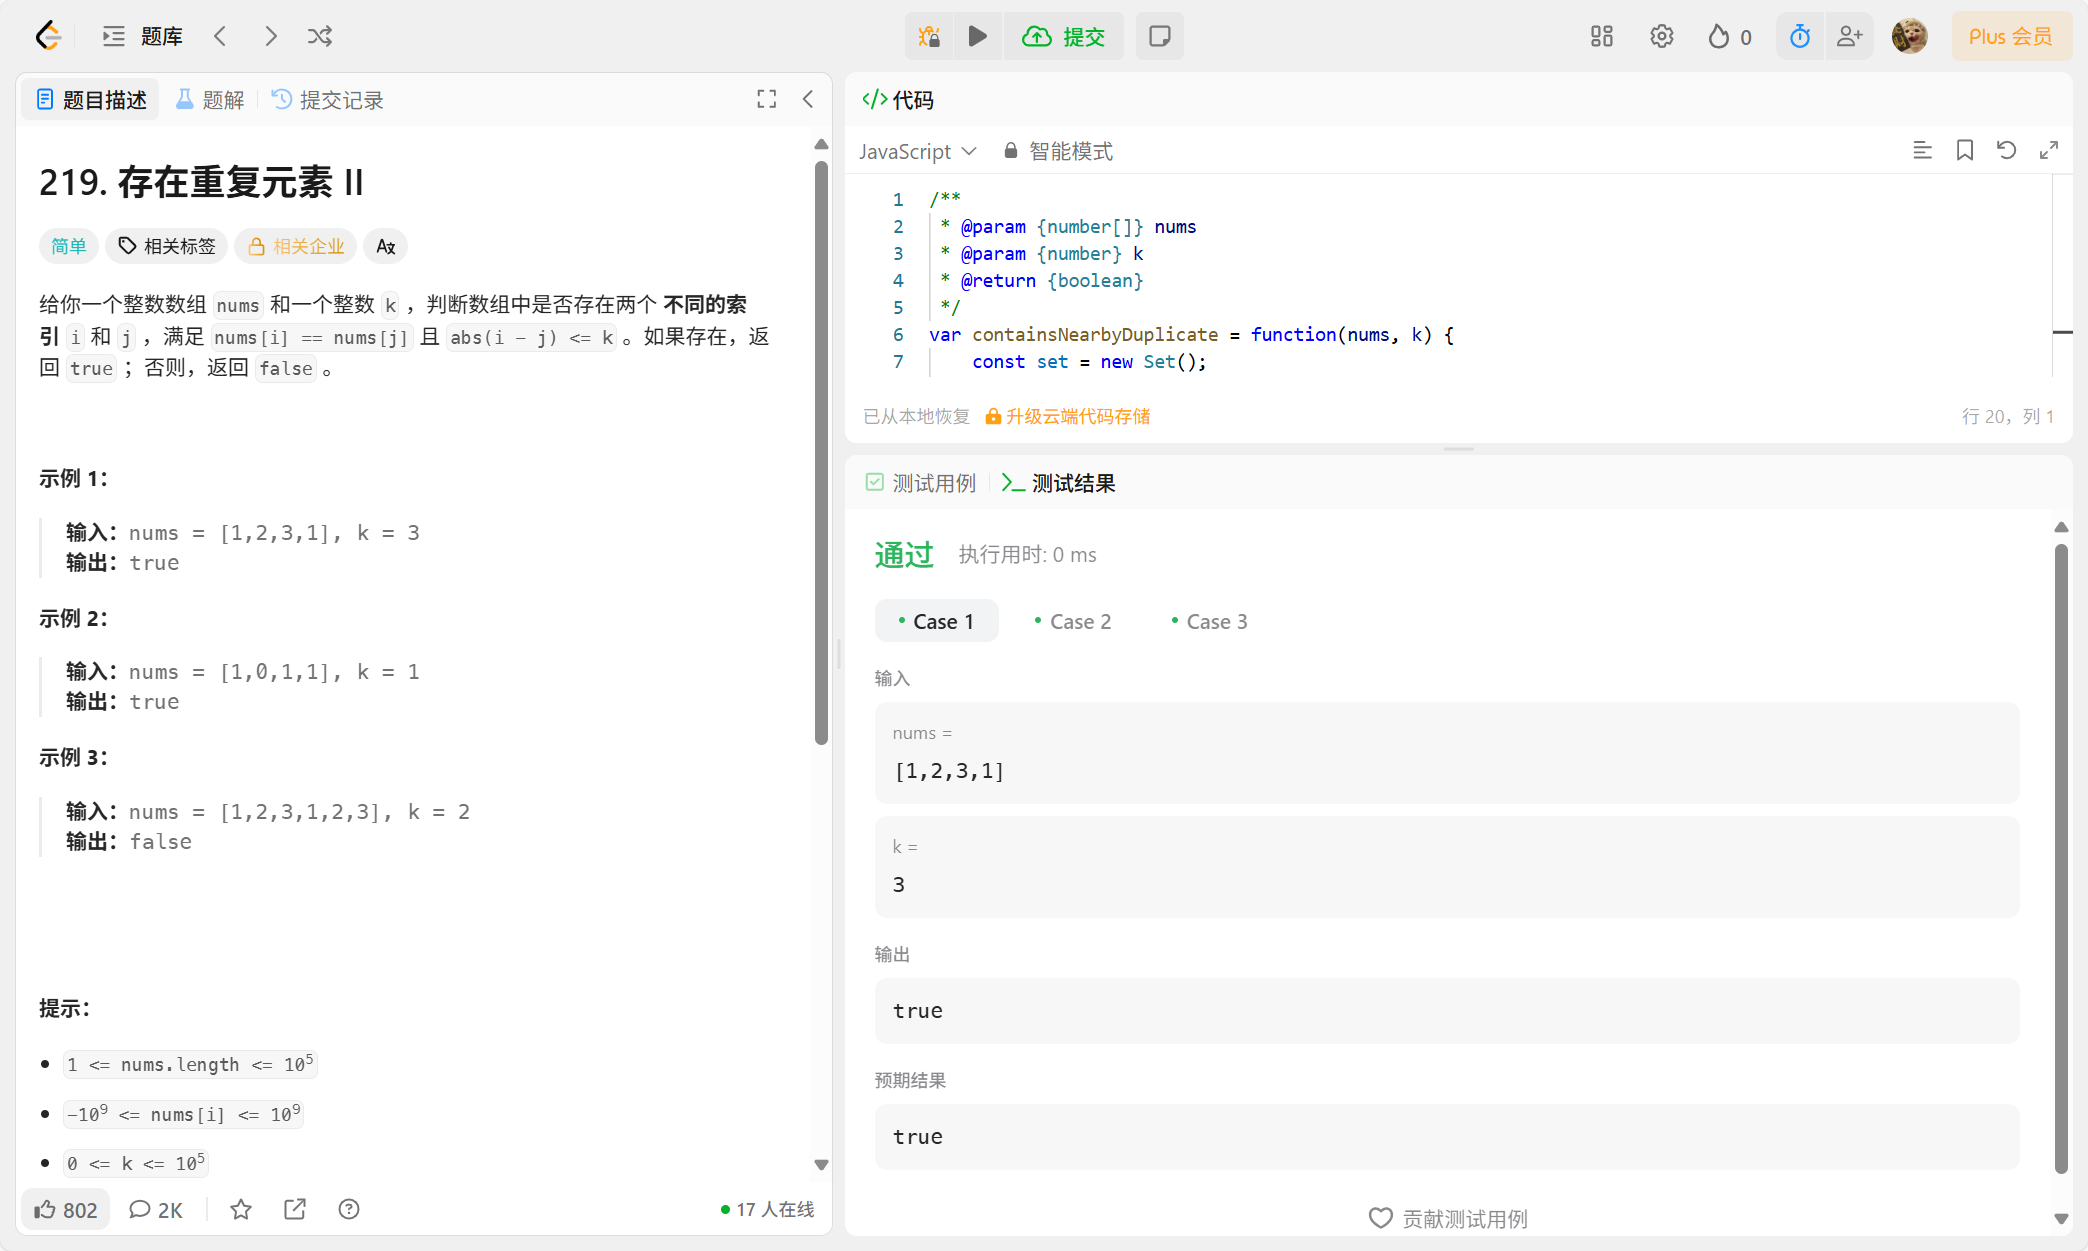 题库
提交
0
Plus 会员
题目描述
题解
提交记录
219. 存在重复元素 II
简单
相关标签
相关企业
给你一个整数数组 nums 和一个整数 k ，判断数组中是否存在两个 不同的索
引 i 和 j ，满足 nums[i] == nums[j] 且 abs(i - j) <= k 。如果存在，返
回 true ；否则，返回 false 。
示例 1：
输入：nums = [1,2,3,1], k = 3
输出：true
示例 2：
输入：nums = [1,0,1,1], k = 1
输出：true
示例 3：
输入：nums = [1,2,3,1,2,3], k = 2
输出：false
提示：
1 <= nums.length <= 10⁵
-10⁹ <= nums[i] <= 10⁹
0 <= k <= 10⁵
802
2K
17 人在线
代码
JavaScript
智能模式
1 /**
2 * @param {number[]} nums
3 * @param {number} k
4 * @return {boolean}
5 */
6 var containsNearbyDuplicate = function(nums, k) {
7 const set = new Set();
已从本地恢复
升级云端代码存储
行 20，列 1
测试用例
测试结果
通过
执行用时: 0 ms
Case 1
Case 2
Case 3
输入
nums =
[1,2,3,1]
k =
3
输出
true
预期结果
true
贡献测试用例